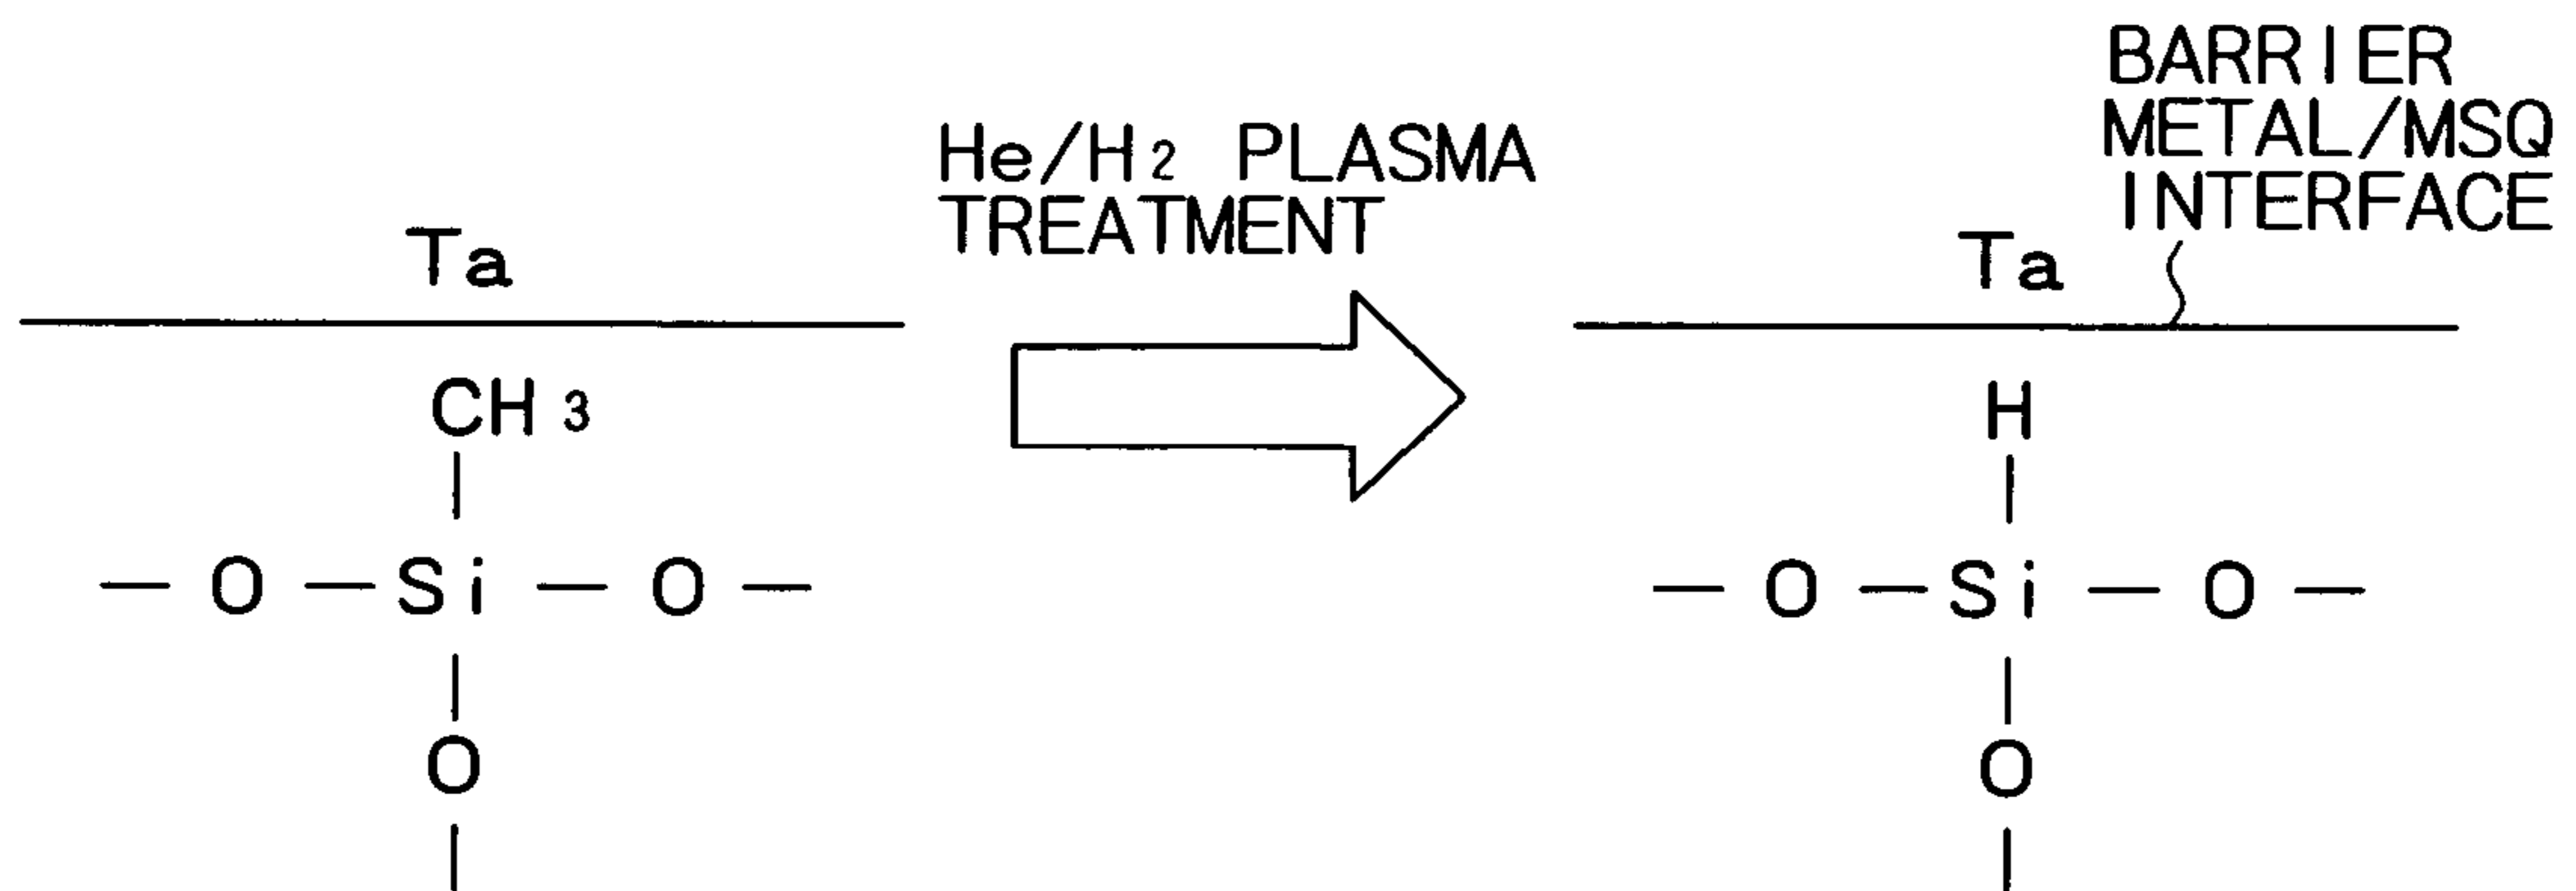 BARRIER
METAL/MSQ
INTERFACE
He/H2 PLASMA
TREATMENT
Ta
Ta
CH3
H
— O — Si — O —
— O — Si — O —
O
O